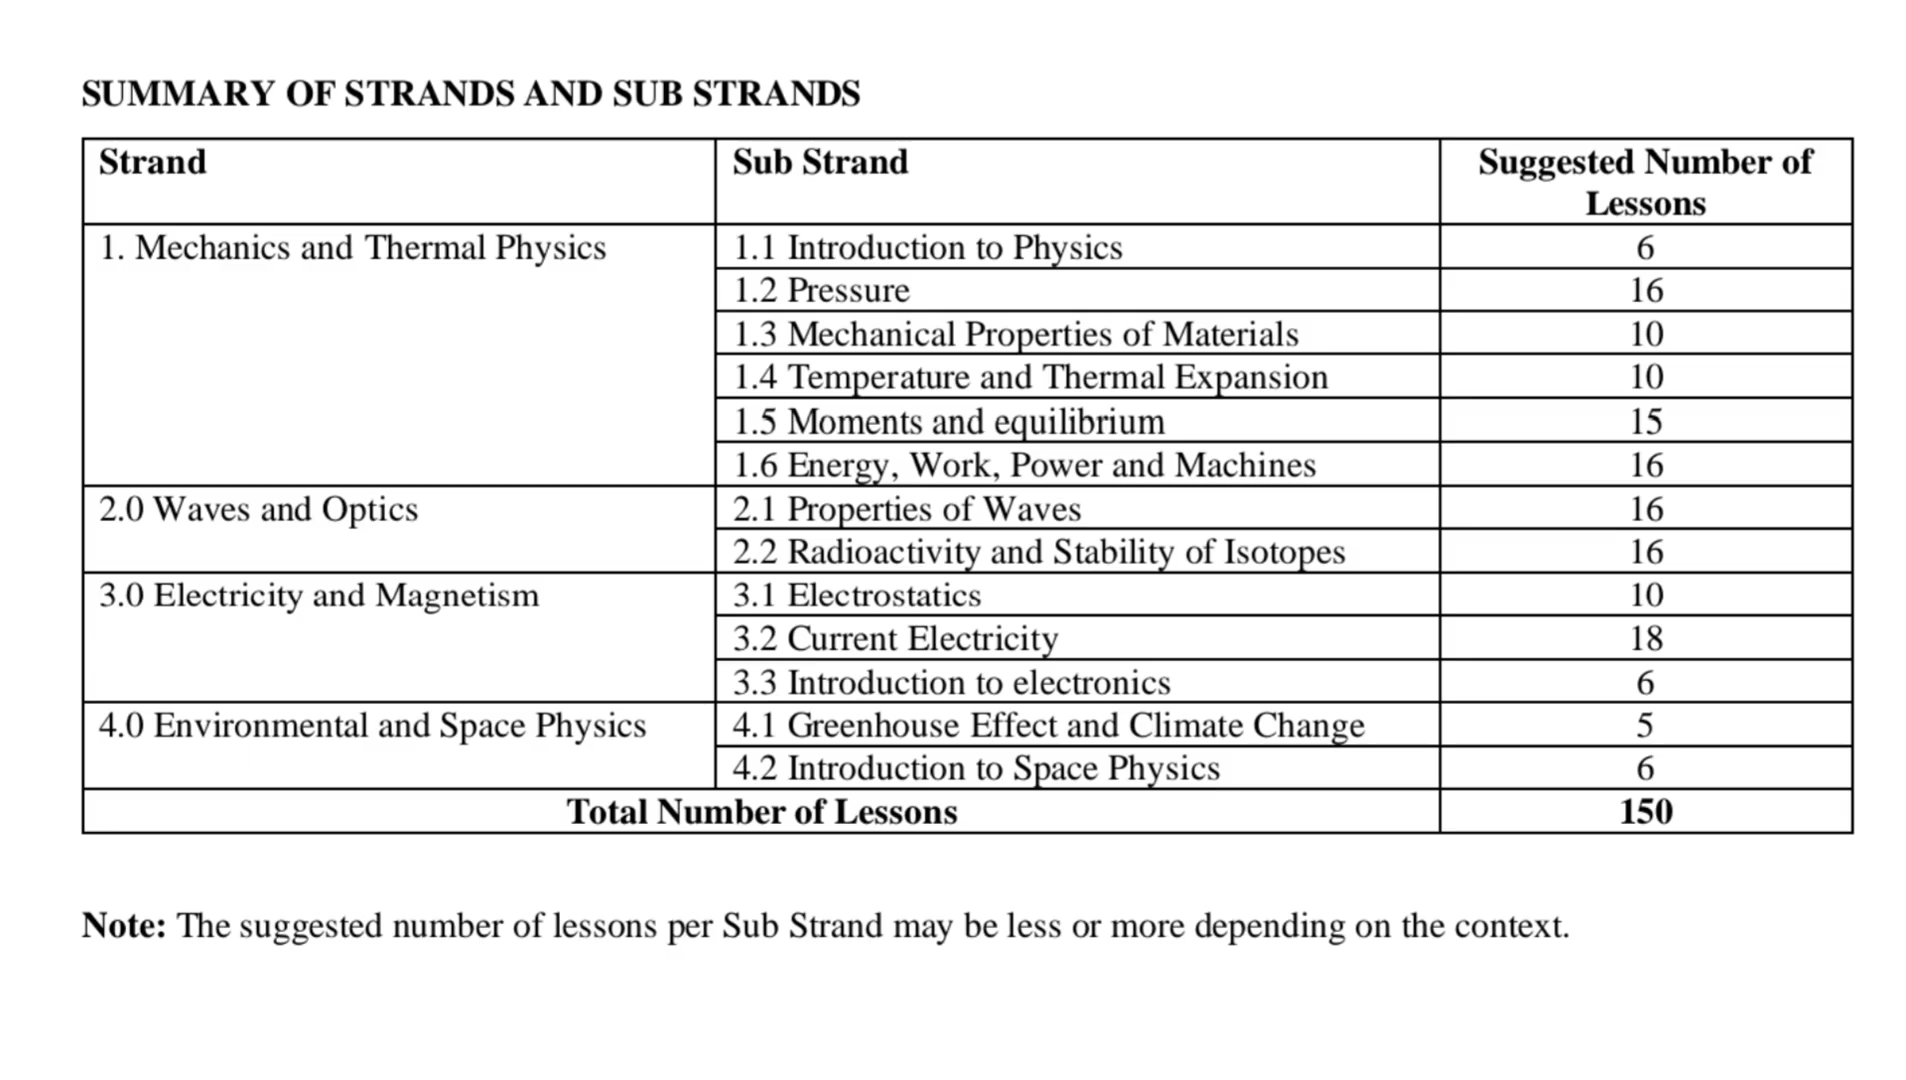 SUMMARY OF STRANDS AND SUB STRANDS
Strand Sub Strand Suggested Number of
Lessons
1. Mechanics and Thermal Physics 1.1 Introduction to Physics 6
1.2 Pressure 16
1.3 Mechanical Properties of Materials 10
1.4 Temperature and Thermal Expansion 10
1.5 Moments and equilibrium 15
1.6 Energy, Work, Power and Machines 16
2.0 Waves and Optics 2.1 Properties of Waves 16
2.2 Radioactivity and Stability of Isotopes 16
3.0 Electricity and Magnetism 3.1 Electrostatics 10
3.2 Current Electricity 18
3.3 Introduction to electronics 6
4.0 Environmental and Space Physics 4.1 Greenhouse Effect and Climate Change 5
4.2 Introduction to Space Physics 6
Total Number of Lessons 150
Note: The suggested number of lessons per Sub Strand may be less or more depending on the context.